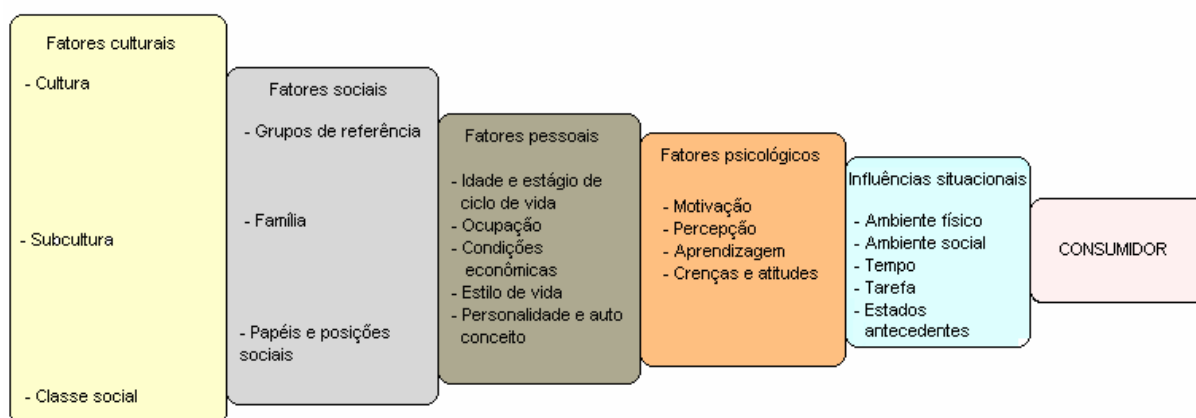 Fatores culturais
- Cultura
- Subcultura
- Classe social
Fatores sociais
- Grupos de referência
- Família
- Papéis e posições
sociais
Fatores pessoais
- Idade e estágio de
ciclo de vida
- Ocupação
- Condições
econômicas
- Estilo de vida
- Personalidade e auto
conceito
Fatores psicológicos
- Motivação
- Percepção
- Aprendizagem
- Crenças e atitudes
Influências situacionais
- Ambiente físico
- Ambiente social
- Tempo
- Tarefa
- Estados
antecedentes
CONSUMIDOR